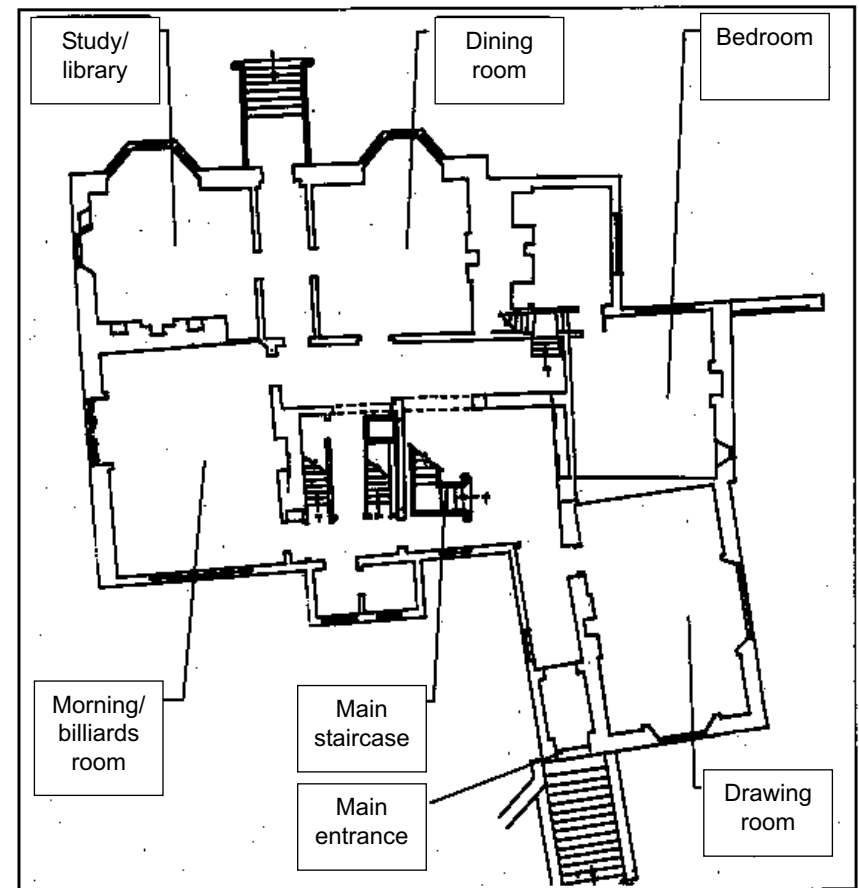 Study/
library
Dining
room
Bedroom
Morning/
billiards
room
Main
staircase
Main
entrance
Drawing
room